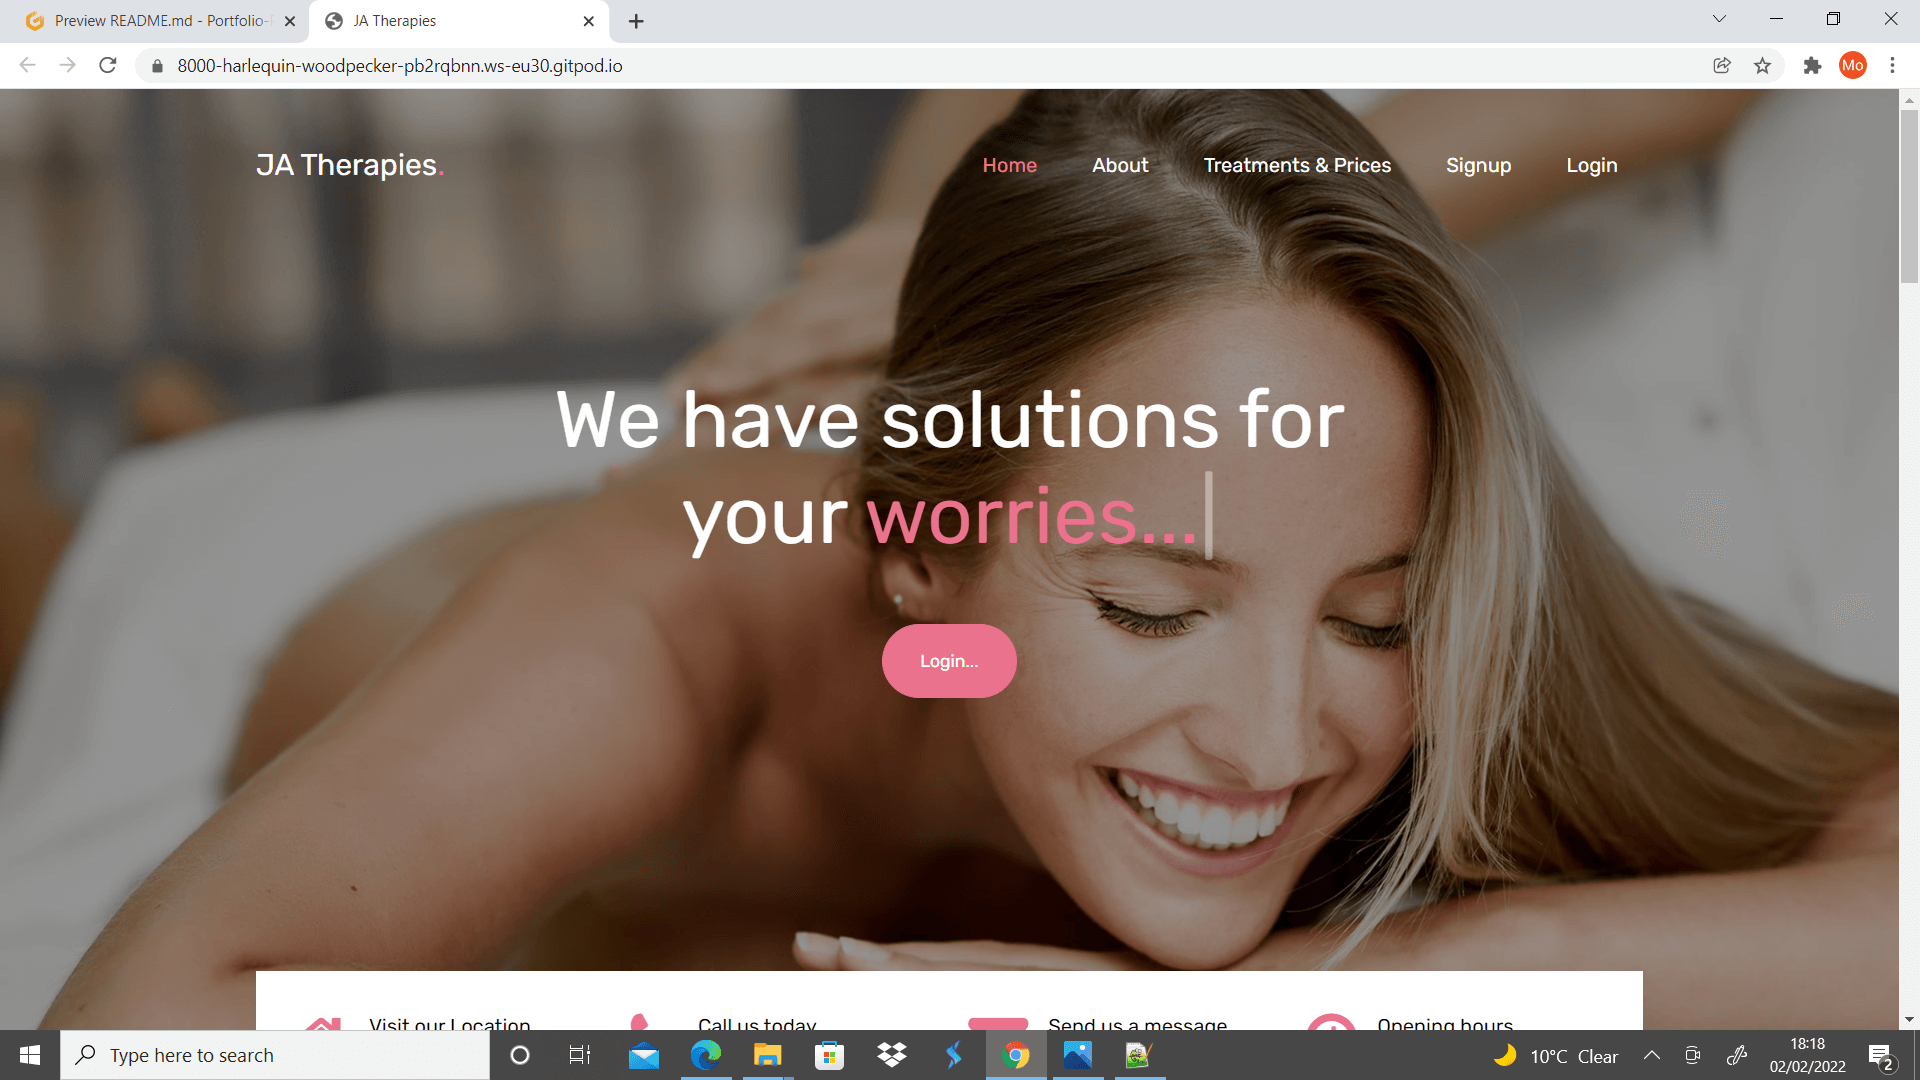 Preview README.md - Portfolio-
JA Therapies
8000-harlequin-woodpecker-pb2rqbnn.ws-eu30.gitpod.io
Mo
JA Therapies.
Home About Treatments & Prices Signup Login
We have solutions for
your worries...
Login...
Visit our Location Call us today Send us a message Opening hours
Type here to search
10°C Clear
18:18
02/02/2022
2